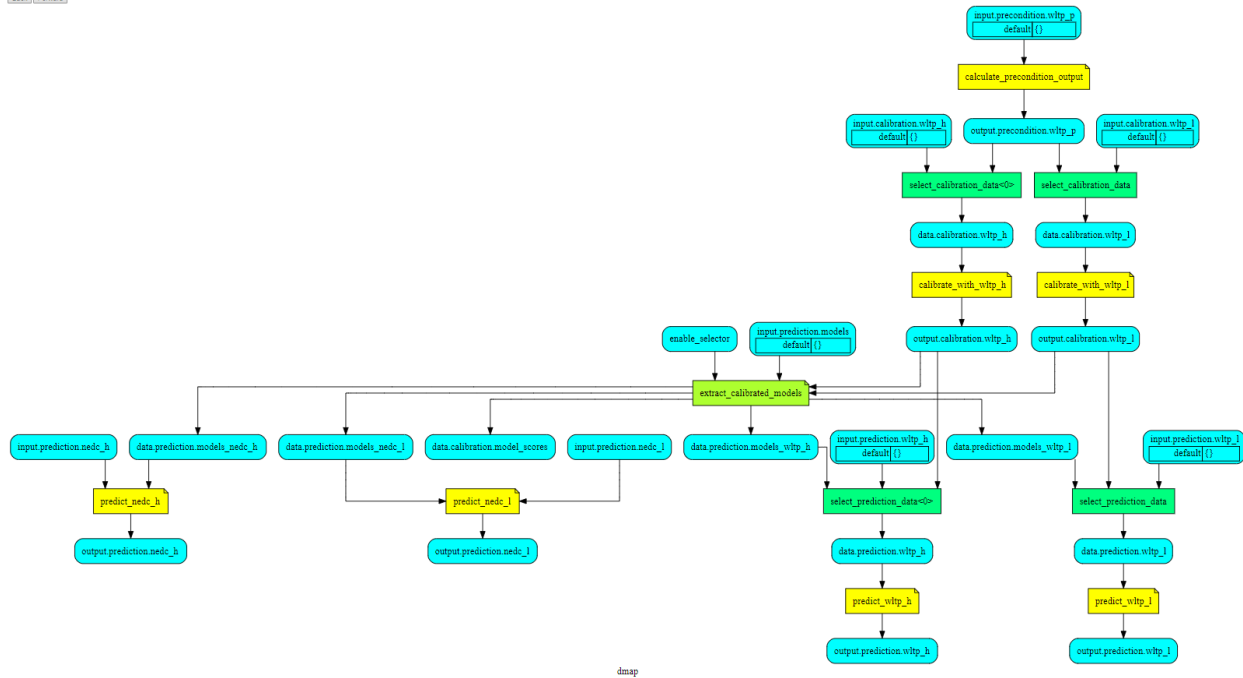 input.precondition.wltp_p
default {}
calculate_precondition_output
input.calibration.wltp_h
default {}
output.precondition.wltp_p
input.calibration.wltp_l
default {}
select_calibration_data<0>
select_calibration_data
data.calibration.wltp_h
data.calibration.wltp_l
calibrate_with_wltp_h
calibrate_with_wltp_l
enable_selector
input.prediction.models
default {}
output.calibration.wltp_h
output.calibration.wltp_l
extract_calibrated_models
input.prediction.nedc_h
data.prediction.models_nedc_h
data.prediction.models_nedc_l
data.calibration.model_scores
input.prediction.nedc_l
data.prediction.models_wltp_h
input.prediction.wltp_h
default {}
data.prediction.models_wltp_l
input.prediction.wltp_l
default {}
predict_nedc_h
predict_nedc_l
select_prediction_data<0>
select_prediction_data
output.prediction.nedc_h
output.prediction.nedc_l
data.prediction.wltp_h
data.prediction.wltp_l
predict_wltp_h
predict_wltp_l
output.prediction.wltp_h
output.prediction.wltp_l
dmap